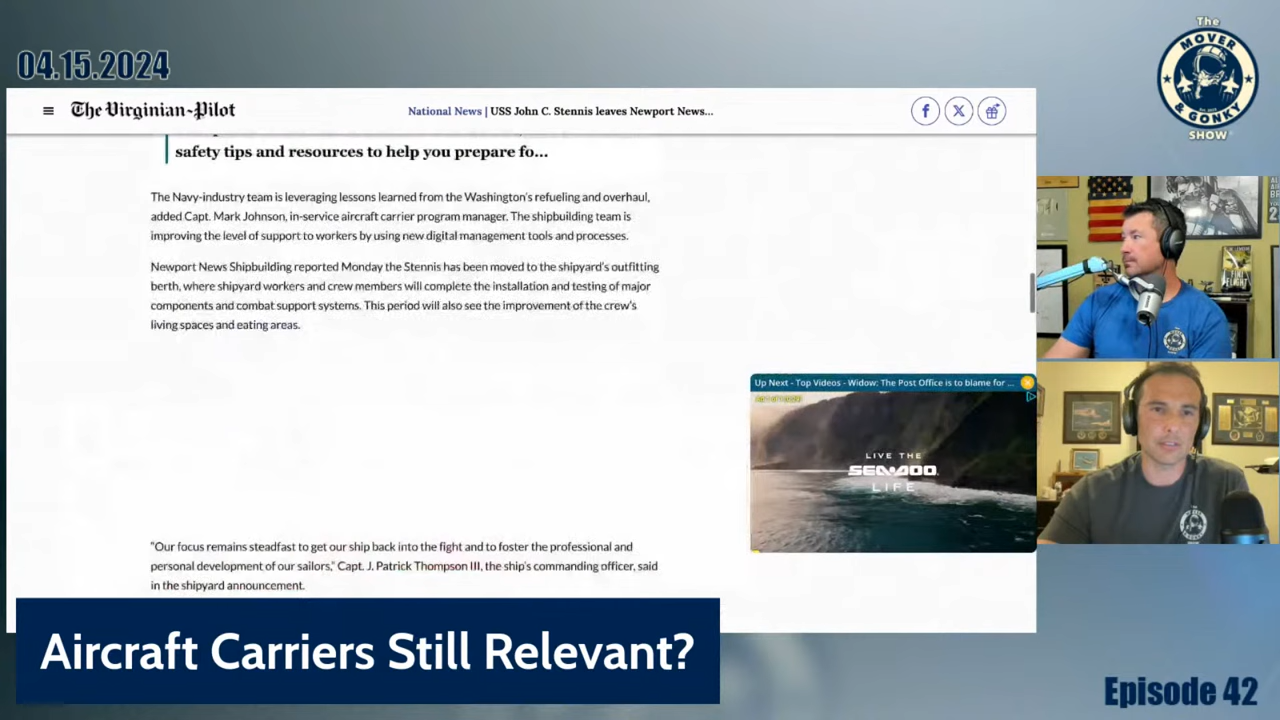 04.15.2024
The
MOVER
& GONKY
SHOW
The Virginian-Pilot
National News | USS John C. Stennis leaves Newport News...
safety tips and resources to help you prepare fo...
The Navy-industry team is leveraging lessons learned from the Washington's refueling and overhaul,
added Capt. Mark Johnson, in-service aircraft carrier program manager. The shipbuilding team is
improving the level of support to workers by using new digital management tools and processes.
Newport News Shipbuilding reported Monday the Stennis has been moved to the shipyard's outfitting
berth, where shipyard workers and crew members will complete the installation and testing of major
components and combat support systems. This period will also see the improvement of the crew's
living spaces and eating areas.
Up Next - Top Videos - Widow: The Post Office is to blame for ...
LIVE THE
SEA-DOO
LIFE
"Our focus remains steadfast to get our ship back into the fight and to foster the professional and
personal development of our sailors," Capt. J. Patrick Thompson III, the ship's commanding officer, said
in the shipyard announcement.
Aircraft Carriers Still Relevant?
Episode 42